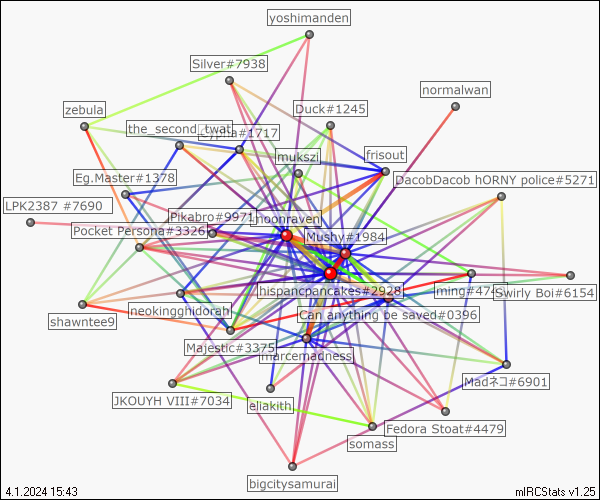 yoshimanden
Silver#7938
normalwan
Duck#1245
zebula
the_second_twat
Cypha#1717
mukszi
frisout
Eg.Master#1378
DacobDacob hORNY police#5271
LPK2387 #7690
Pikabro#9971
moonraven
Pocket Persona#3326
Mushy#1984
hispancpancakes#2928
ming#474
Swirly Boi#6154
neokingghidorah
shawntee9
Can anything be saved#0396
Majestic#3375
marcemadness
Madネコ#6901
JKOUYH VIII#7034
eliakith
Fedora Stoat#4479
somass
bigcitysamurai
4.1.2024 15:43
mIRCStats v1.25